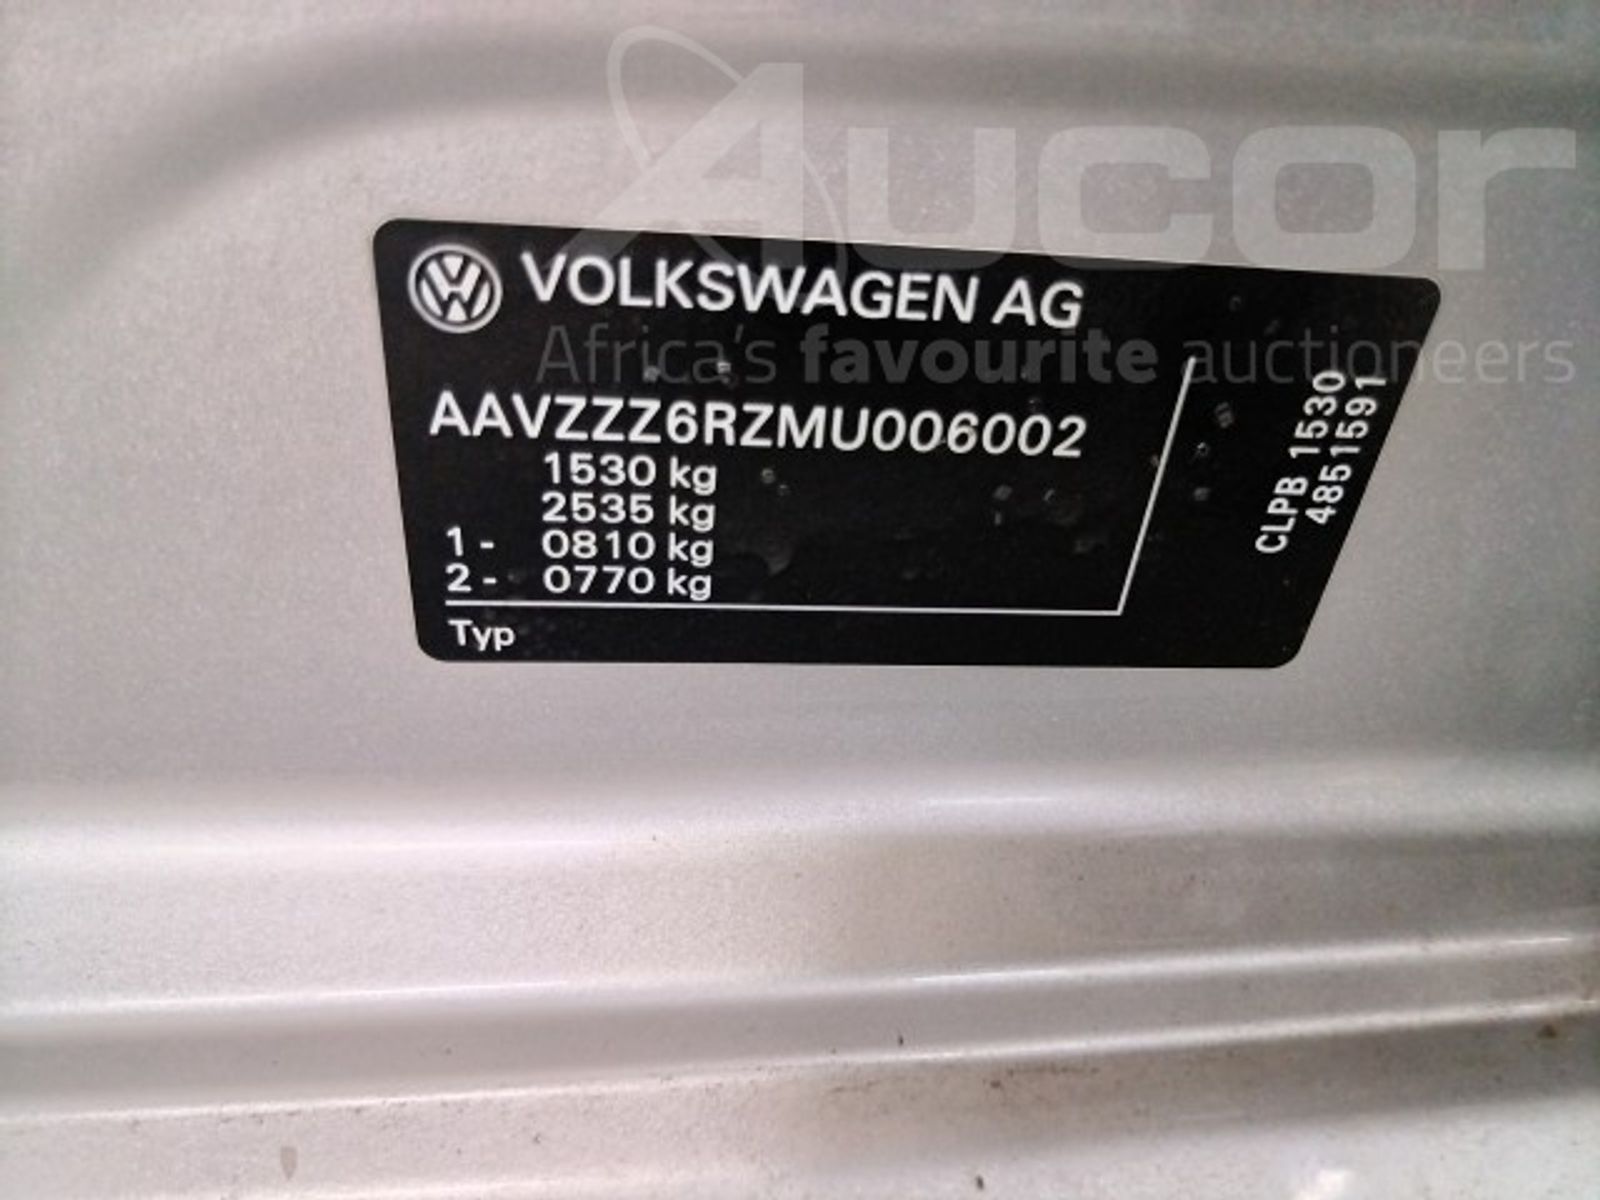 Aucor
Africa's favourite auctioneers
VOLKSWAGEN AG
AAVZZZ6RZMU006002
1530 kg
2535 kg
1- 0810 kg
2- 0770 kg
Typ
CLPB 1530
48515591